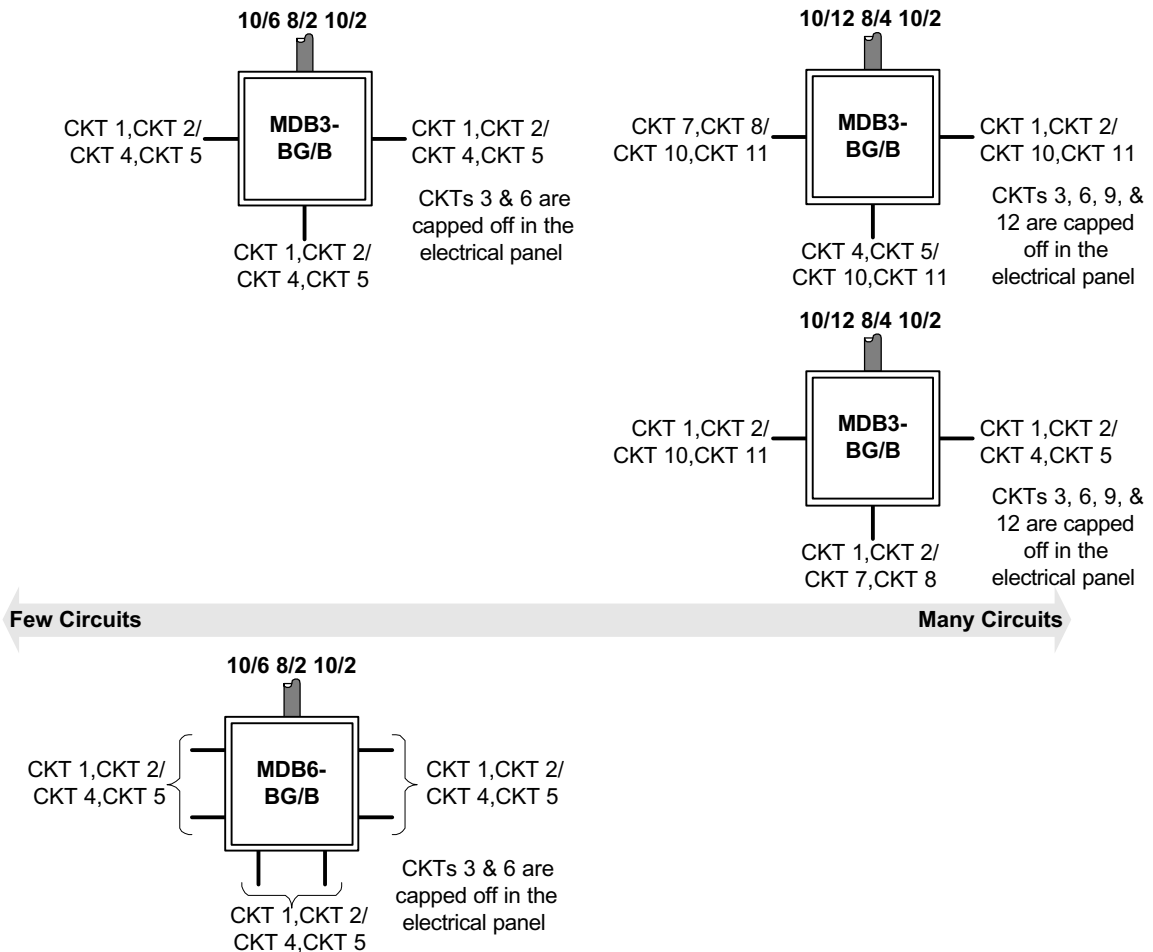 10/6 8/2 10/2
CKT 1,CKT 2/
CKT 4,CKT 5
MDB3-
BG/B
CKT 1,CKT 2/
CKT 4,CKT 5
CKTs 3 & 6 are
capped off in the
electrical panel
CKT 1,CKT 2/
CKT 4,CKT 5
10/12 8/4 10/2
CKT 7,CKT 8/
CKT 10,CKT 11
MDB3-
BG/B
CKT 1,CKT 2/
CKT 10,CKT 11
CKTs 3, 6, 9, &
12 are capped
off in the
electrical panel
CKT 4,CKT 5/
CKT 10,CKT 11
10/12 8/4 10/2
CKT 1,CKT 2/
CKT 10,CKT 11
MDB3-
BG/B
CKT 1,CKT 2/
CKT 4,CKT 5
CKTs 3, 6, 9, &
12 are capped
off in the
electrical panel
CKT 1,CKT 2/
CKT 7,CKT 8
Few Circuits
Many Circuits
10/6 8/2 10/2
CKT 1,CKT 2/
CKT 4,CKT 5
MDB6-
BG/B
CKT 1,CKT 2/
CKT 4,CKT 5
CKTs 3 & 6 are
capped off in the
electrical panel
CKT 1,CKT 2/
CKT 4,CKT 5